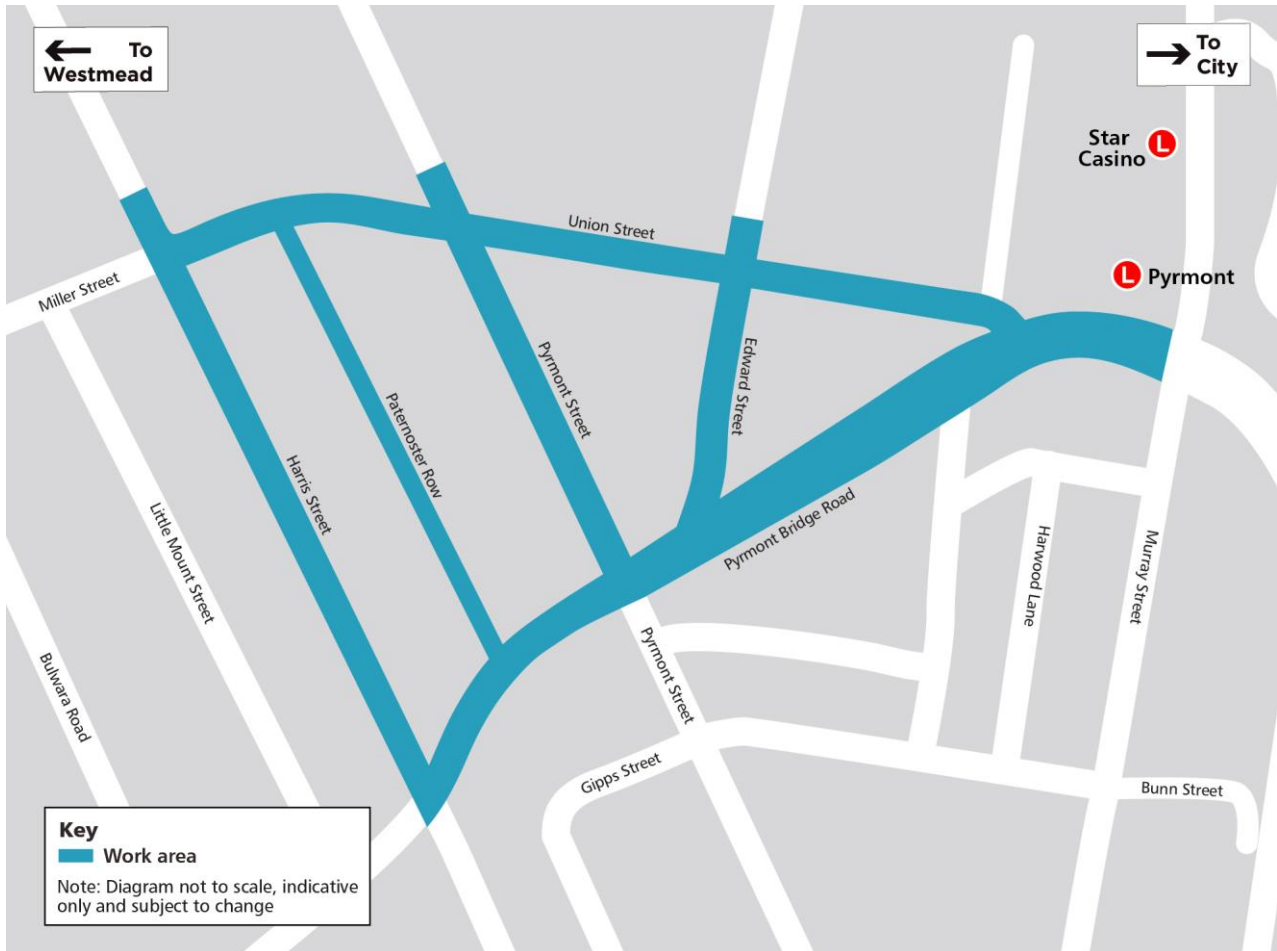 To
Westmead
To
City
Star
Casino
L
L
Pyrmont
Union Street
Miller Street
Pyrmont Street
Edward Street
Paternoster Row
Harris Street
Little Mount Street
Pyrmont Bridge Road
Harwood Lane
Murray Street
Bulwara Road
Pyrmont Street
Gipps Street
Bunn Street
Key
Work area
Note: Diagram not to scale, indicative
only and subject to change